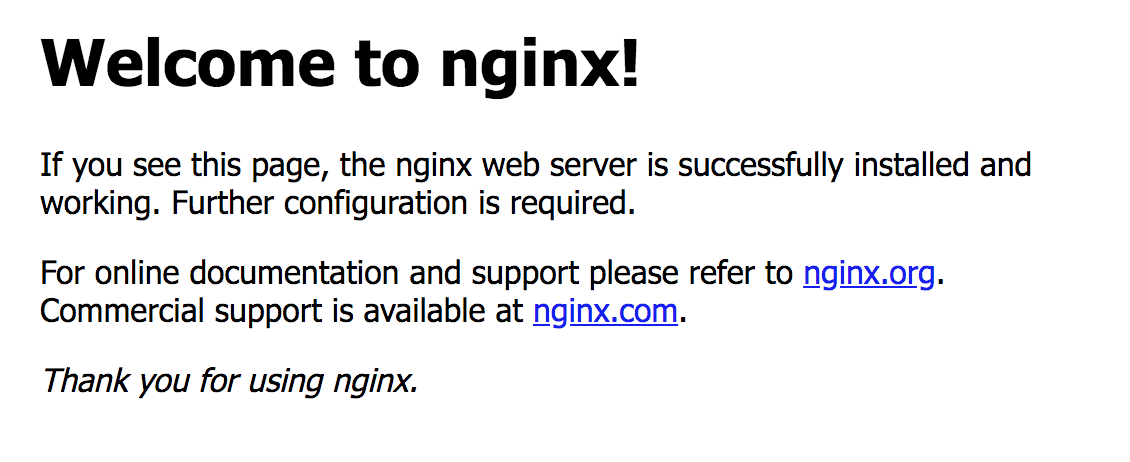 Welcome to nginx!
If you see this page, the nginx web server is successfully installed and
working. Further configuration is required.
For online documentation and support please refer to nginx.org.
Commercial support is available at nginx.com.
Thank you for using nginx.